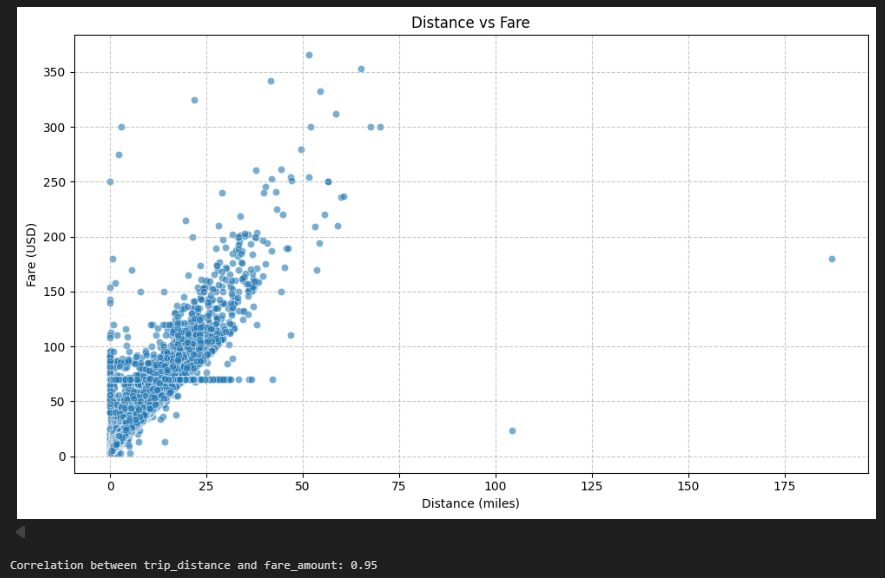 Distance vs Fare
350
300
250
200
150
100
50
0
Fare (USD)
0 25 50 75 100 125 150 175
Distance (miles)
Correlation between trip_distance and fare_amount: 0.95